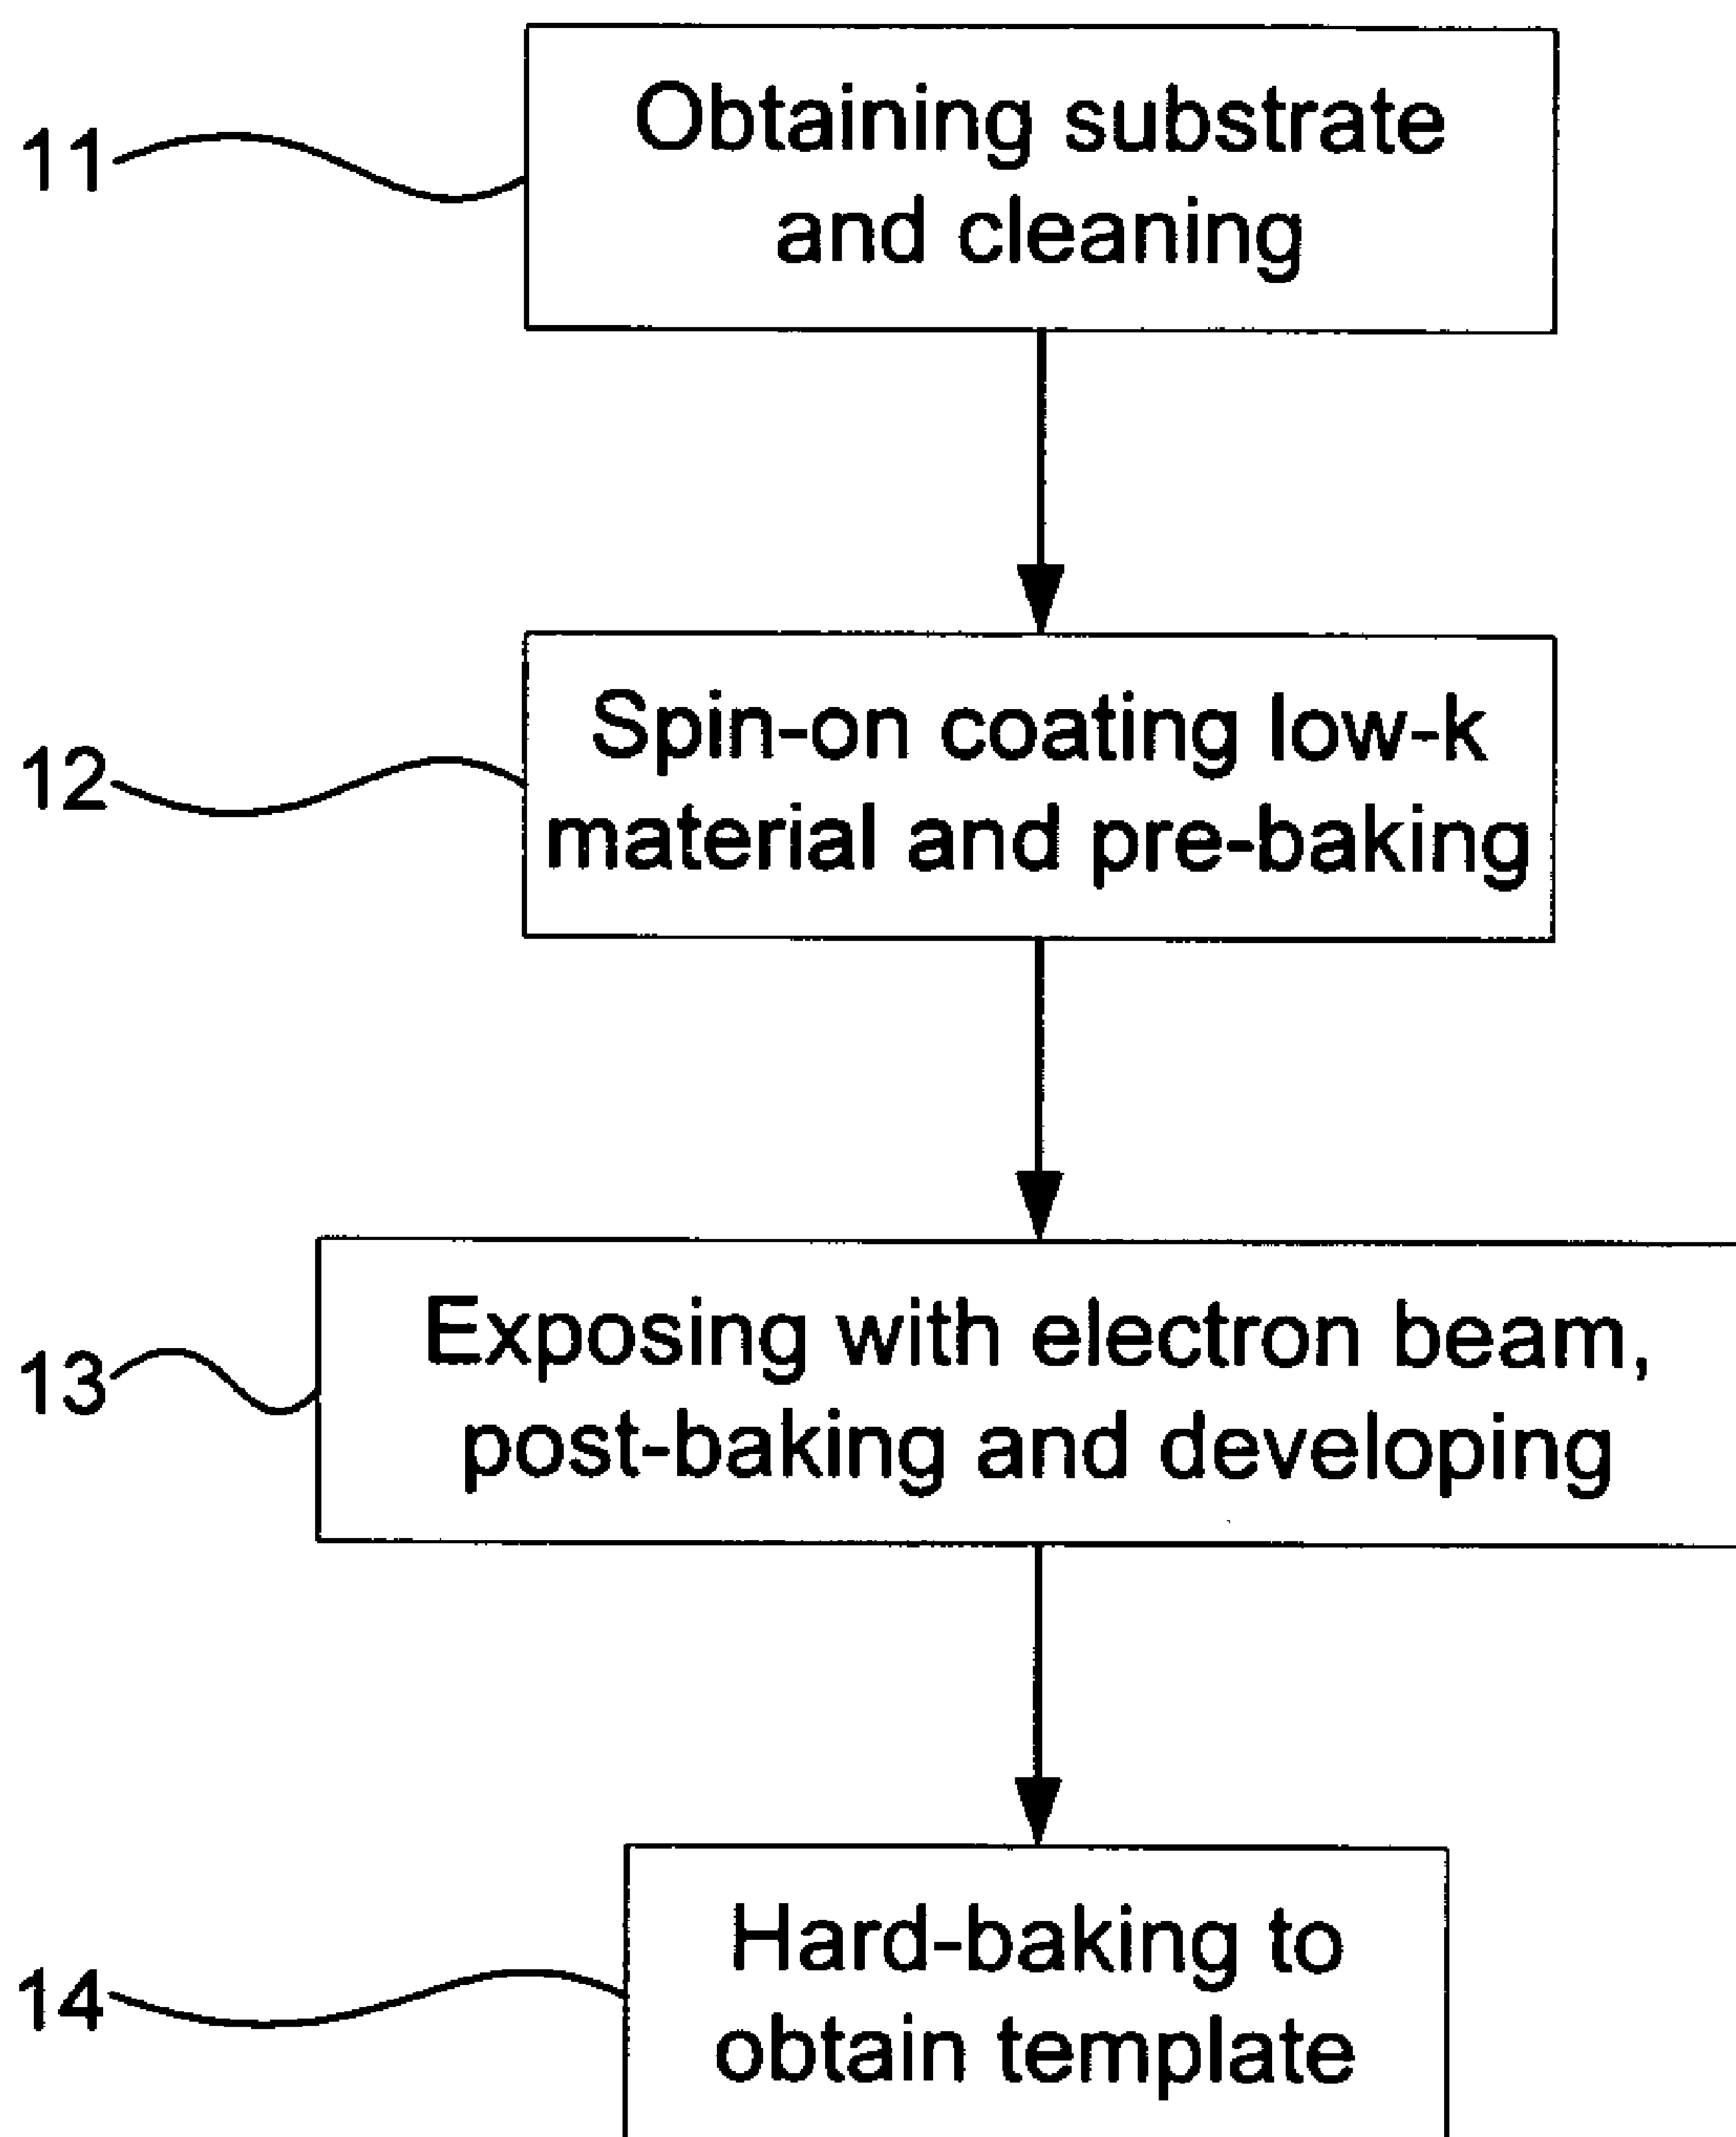 11
Obtaining substrate
and cleaning
12
Spin-on coating low-k
material and pre-baking
13
Exposing with electron beam,
post-baking and developing
14
Hard-baking to
obtain template